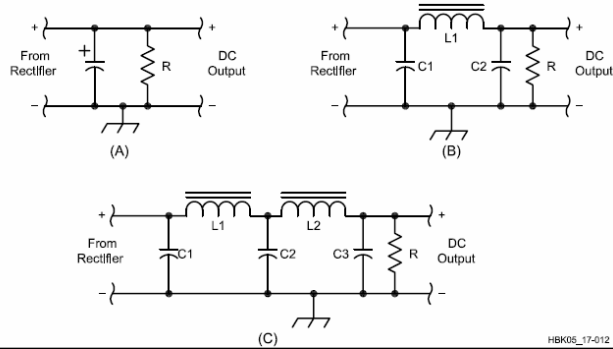 + +
From
Rectifier
+
R
DC
Output
− −
(A)
+ +
From
Rectifier
L1
C1
C2
R
DC
Output
− −
(B)
+ +
L1
L2
From
Rectifier
C1
C2
C3
R
DC
Output
− −
(C)
HBK05_17-012